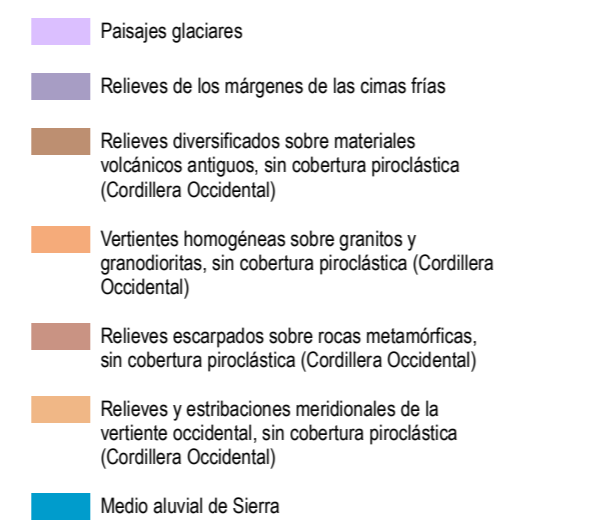 Paisajes glaciares
Relieves de los márgenes de las cimas frías
Relieves diversificados sobre materiales
volcánicos antiguos, sin cobertura piroclástica
(Cordillera Occidental)
Vertientes homogéneas sobre granitos y
granodioritas, sin cobertura piroclástica (Cordillera
Occidental)
Relieves escarpados sobre rocas metamórficas,
sin cobertura piroclástica (Cordillera Occidental)
Relieves y estribaciones meridionales de la
vertiente occidental, sin cobertura piroclástica
(Cordillera Occidental)
Medio aluvial de Sierra